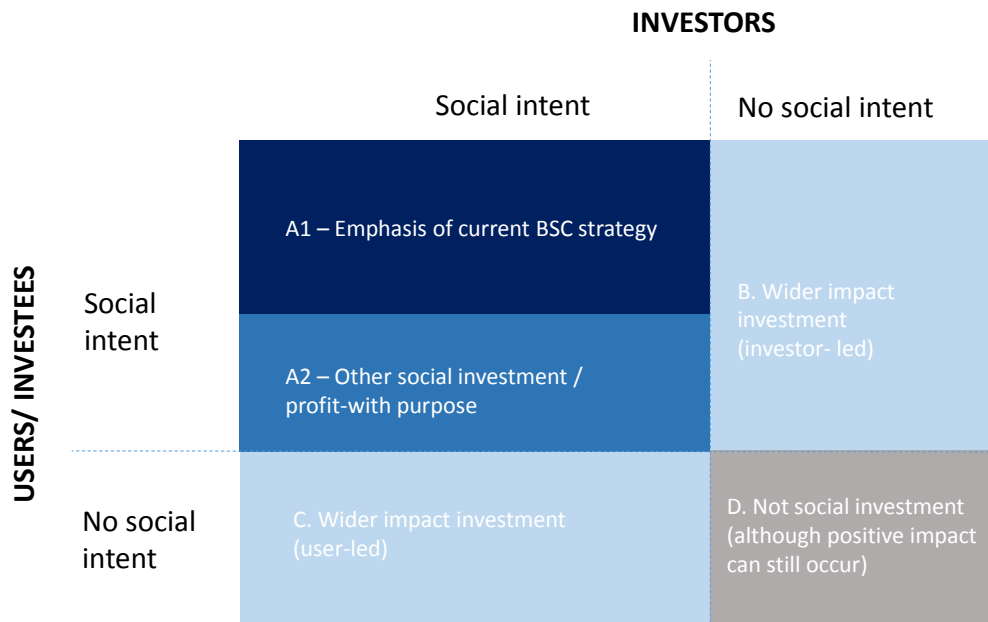 INVESTORS
Social intent
No social intent
USERS/ INVESTEES
Social
intent
A1 – Emphasis of current BSC strategy
B. Wider impact
investment
(investor- led)
A2 – Other social investment /
profit-with purpose
No social
intent
C. Wider impact investment
(user-led)
D. Not social investment
(although positive impact
can still occur)